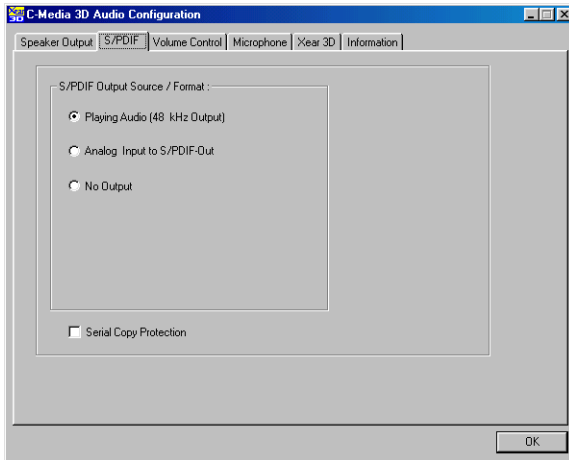 C-Media 3D Audio Configuration
Speaker Output S/PDIF Volume Control Microphone Xear 3D Information
S/PDIF Output Source / Format :
Playing Audio (48 kHz Output)
Analog Input to S/PDIF-Out
No Output
Serial Copy Protection
OK